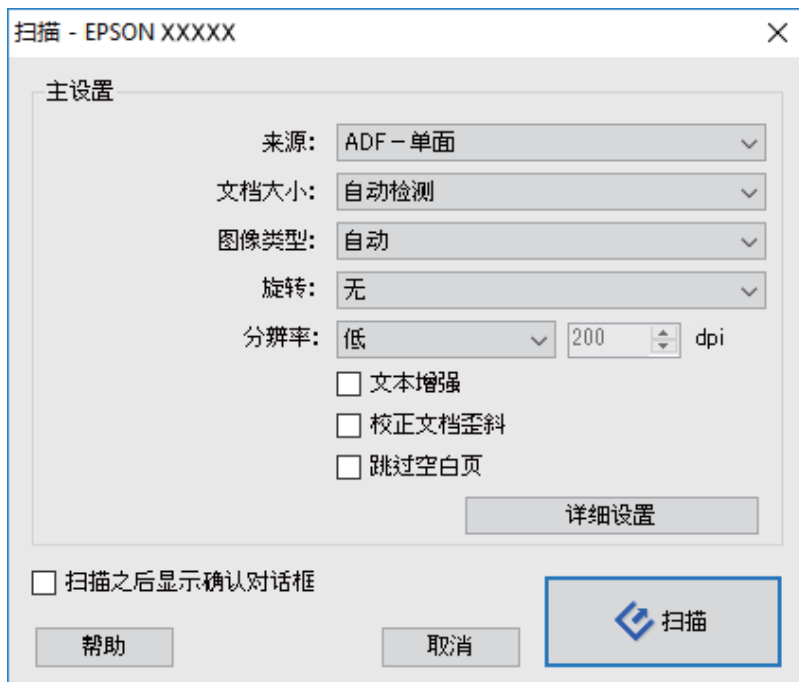 扫描 - EPSON XXXXX
主设置
来源: ADF－单面
文档大小: 自动检测
图像类型: 自动
旋转: 无
分辨率: 低 200 dpi
文本增强
校正文档歪斜
跳过空白页
详细设置
扫描之后显示确认对话框
扫描
帮助 取消